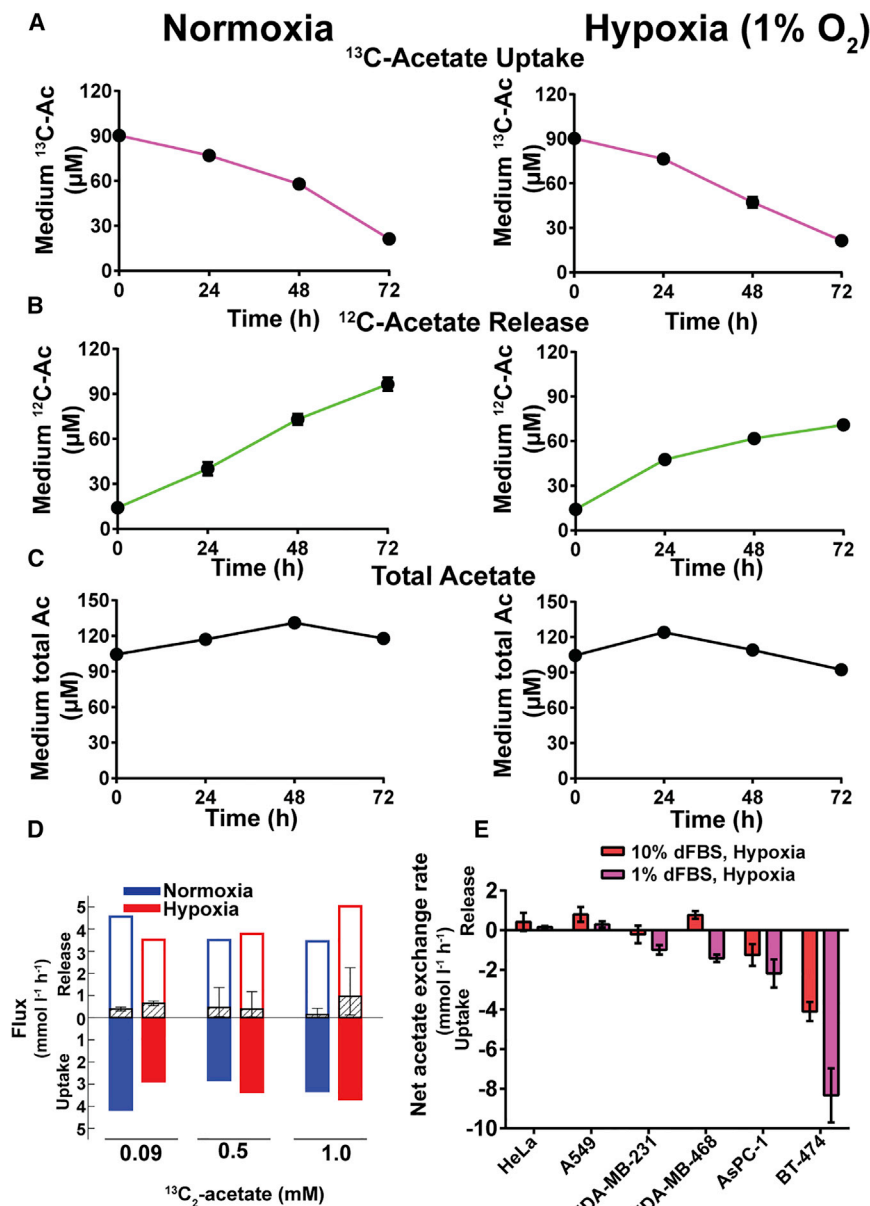 A
Normoxia
Hypoxia (1% O₂)
¹³C-Acetate Uptake
Medium ¹³C-Ac
(µM)
120
90
60
30
0
0
24
48
72
Time (h)
Medium ¹³C-Ac
(µM)
120
90
60
30
0
0
24
48
72
Time (h)
B
¹²C-Acetate Release
Medium ¹²C-Ac
(µM)
120
90
60
30
0
0
24
48
72
Time (h)
Medium ¹²C-Ac
(µM)
120
90
60
30
0
0
24
48
72
Time (h)
C
Total Acetate
Medium total Ac
(µM)
150
120
90
60
30
0
0
24
48
72
Time (h)
Medium total Ac
(µM)
150
120
90
60
30
0
0
24
48
72
Time (h)
D
Normoxia
Hypoxia
Flux
(mmol l⁻¹ h⁻¹)
Release
Uptake
5
4
3
2
1
0
1
2
3
4
5
0.09
0.5
1.0
¹³C₂-acetate (mM)
E
10% dFBS, Hypoxia
1% dFBS, Hypoxia
Net acetate exchange rate
(mmol l⁻¹ h⁻¹)
Release
Uptake
2
0
-2
-4
-6
-8
-10
HeLa
A549
DA-MB-231
DA-MB-468
AsPC-1
BT-474